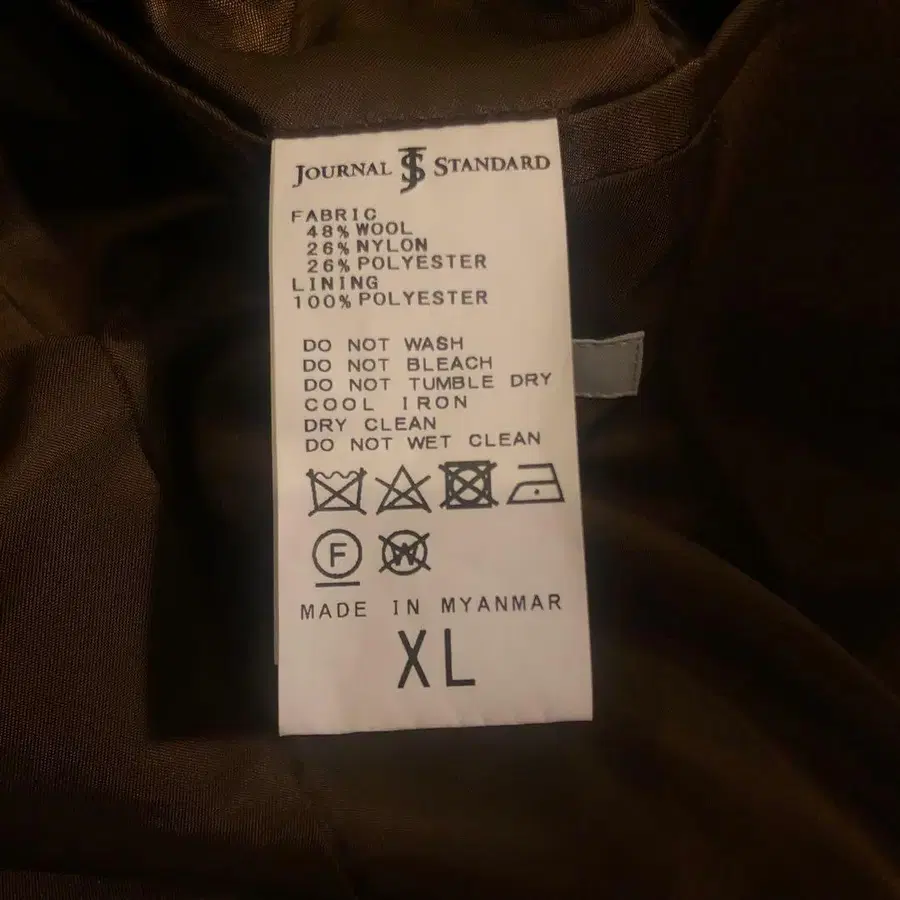 JOURNAL JS STANDARD
FABRIC
48% WOOL
26% NYLON
26% POLYESTER
LINING
100% POLYESTER
DO NOT WASH
DO NOT BLEACH
DO NOT TUMBLE DRY
COOL IRON
DRY CLEAN
DO NOT WET CLEAN
F W
MADE IN MYANMAR
XL